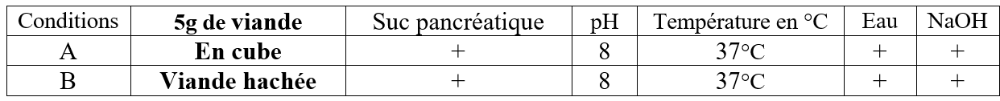 Conditions 5g de viande Suc pancréatique pH Température en °C Eau NaOH
A En cube + 8 37°C + +
B Viande hachée + 8 37°C + +